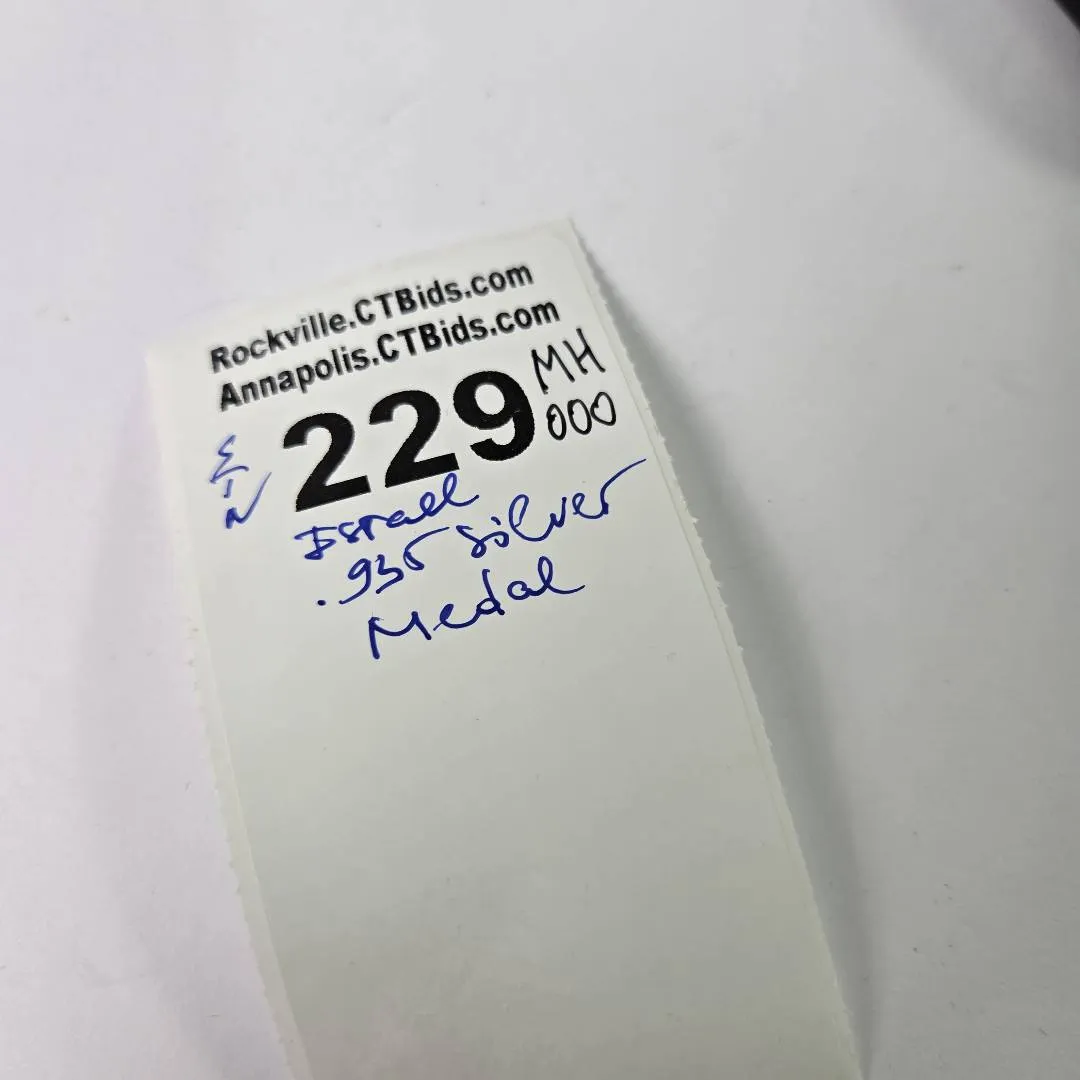 Rockville.CTBids.com
Annapolis.CTBids.com
229 MH
000
Israel
.935 silver
Medal